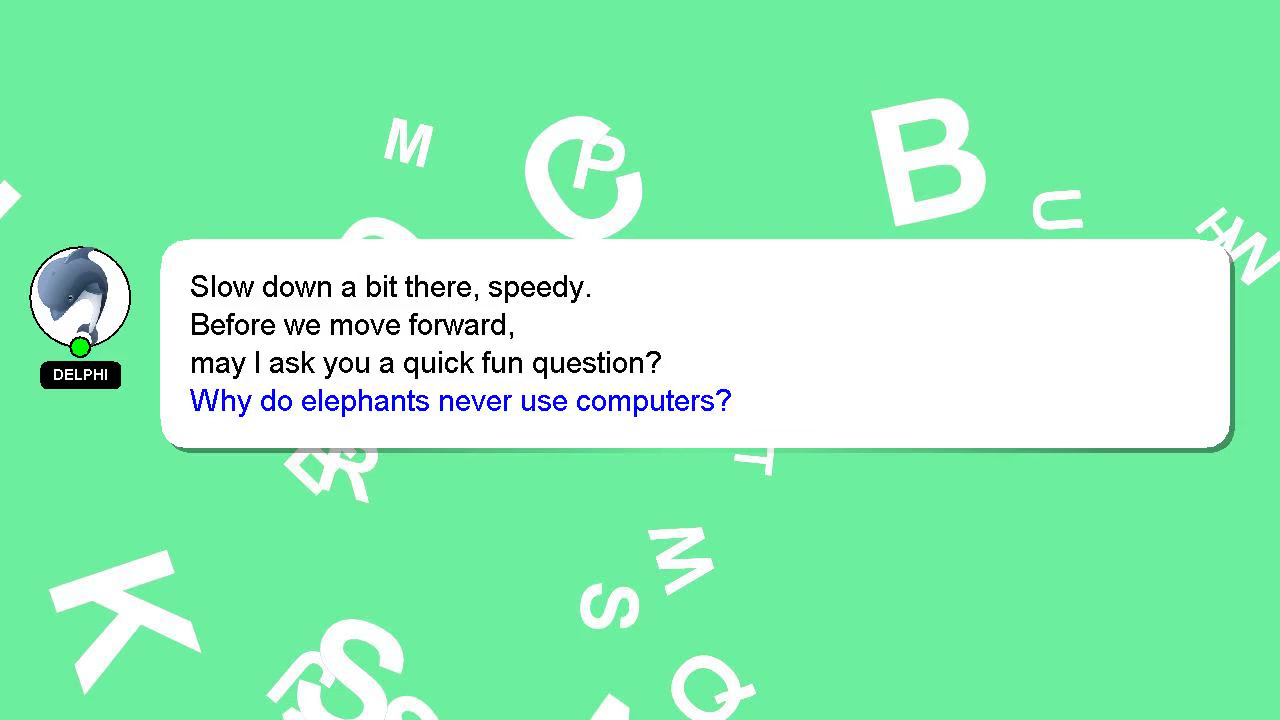 M
C
P
B
U
H
W
DELPHI
Slow down a bit there, speedy.
Before we move forward,
may I ask you a quick fun question?
Why do elephants never use computers?
R
T
K
M
S
S
Q